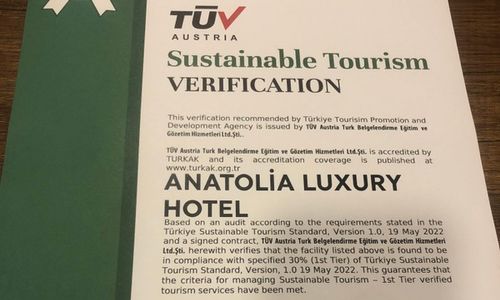 TÜV
AUSTRIA
Sustainable Tourism
VERIFICATION
This verification recommended by Türkiye Tourisim Promotion and
Development Agency is issued by TÜV Austria Turk Belgelendirme Eğitim ve
Gözetim Hizmetleri Ltd.Şti..
TÜV Austria Turk Belgelendirme Eğitim ve Gözetim Hizmetleri Ltd.Şti. is accredited by
TURKAK and its accreditation coverage is published at
www.turkak.org.tr
ANATOLİA LUXURY
HOTEL
Based on an audit according to the requirements stated in the
Türkiye Sustainable Tourism Standard, Version 1.0, 19 May 2022
and a signed contract, TÜV Austria Turk Belgelendirme Eğitim ve Gözetim Hizmetleri
Ltd.Şti. herewith verifies that the facility listed above is found to be
in compliance with specified 30% (1st Tier) of Türkiye Sustainable
Tourism Standard, Version, 1.0 19 May 2022. This guarantees that
the criteria for managing Sustainable Tourism – 1st Tier verified
tourism services have been met.